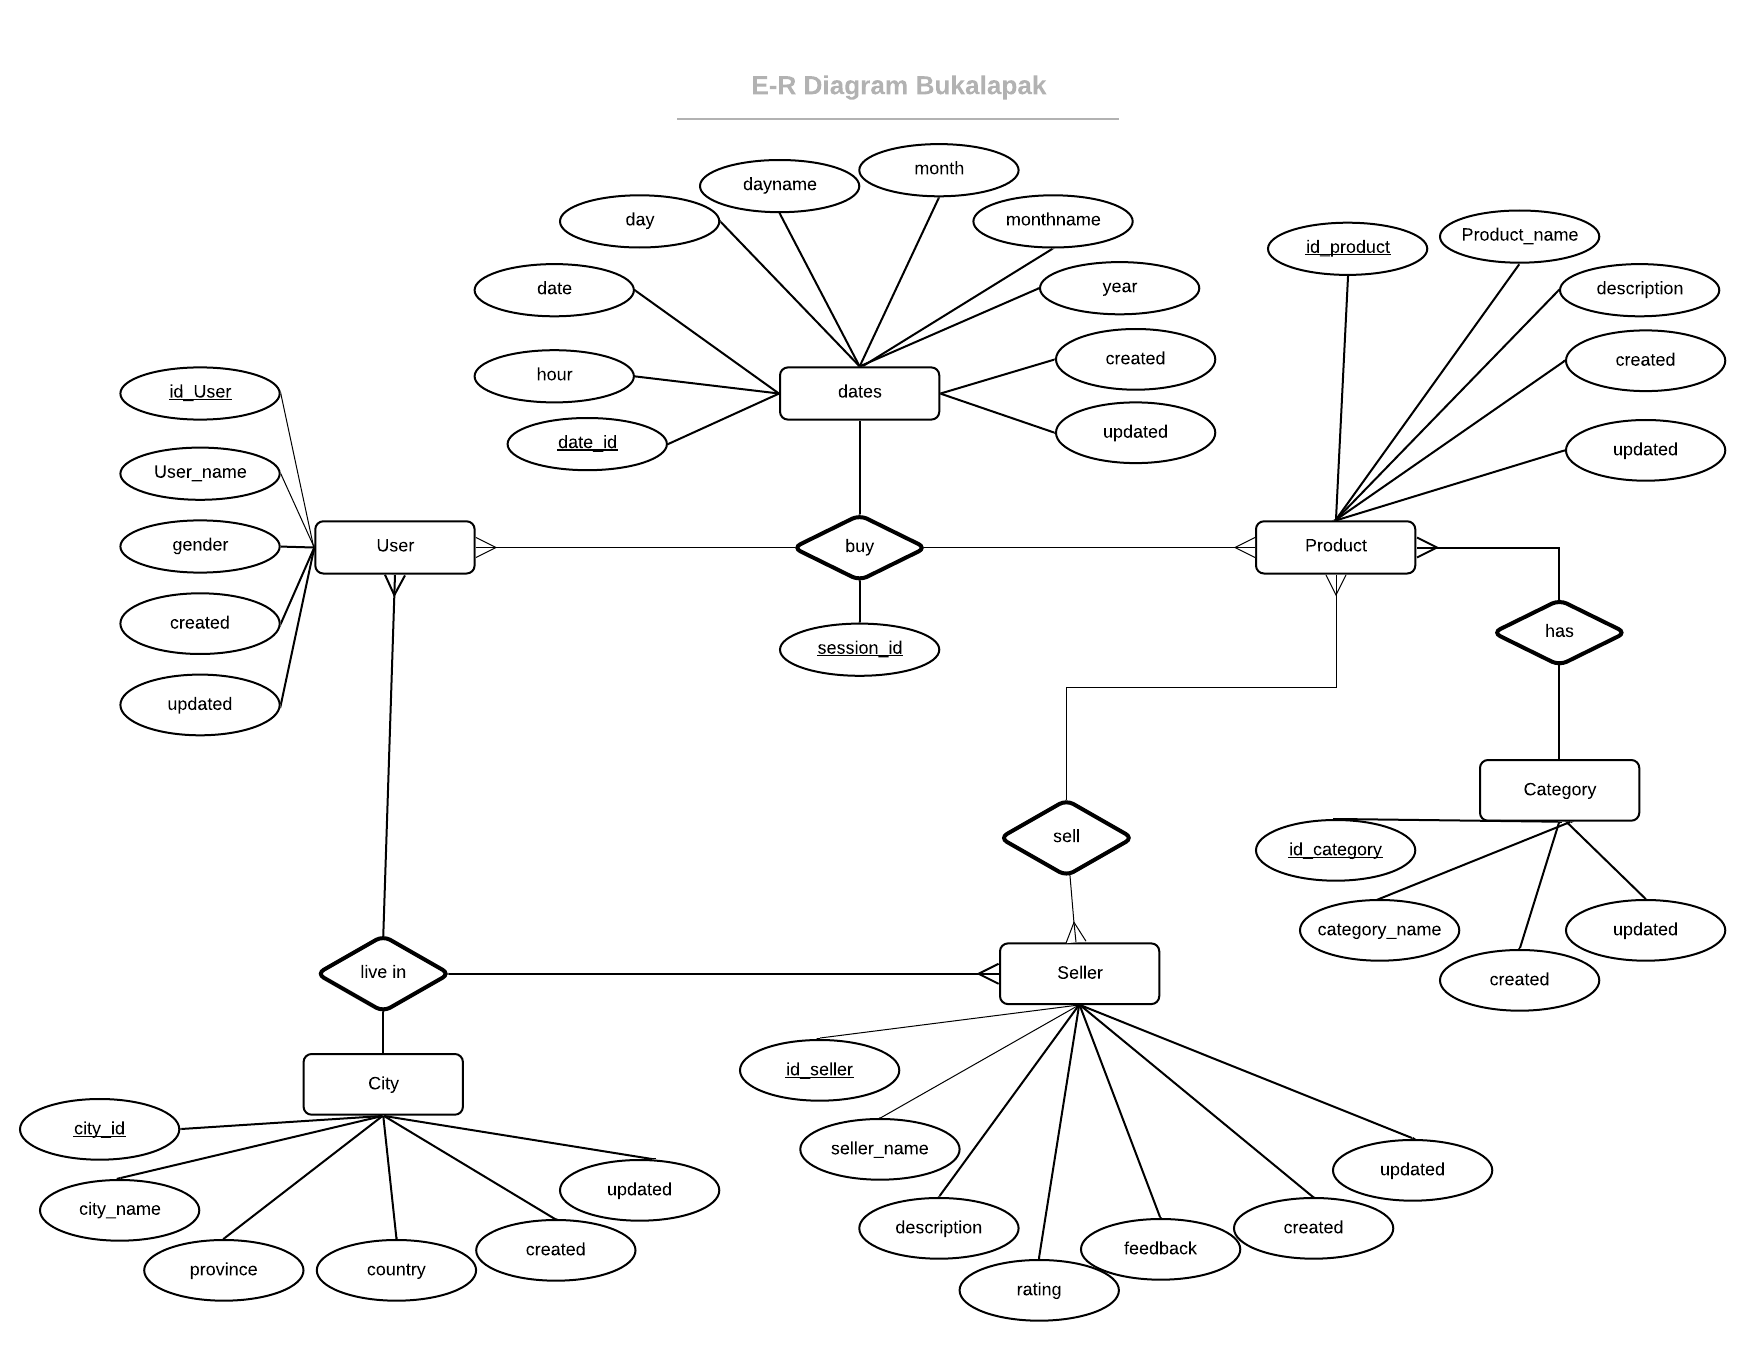 E-R Diagram Bukalapak
month
dayname
day
monthname
Product_name
id_product
year
date
description
created
created
hour
dates
id_User
updated
date_id
updated
User_name
gender
User
buy
Product
created
has
session_id
updated
Category
sell
id_category
category_name
updated
live in
Seller
created
id_seller
City
city_id
seller_name
updated
updated
city_name
description
created
feedback
created
province
country
rating